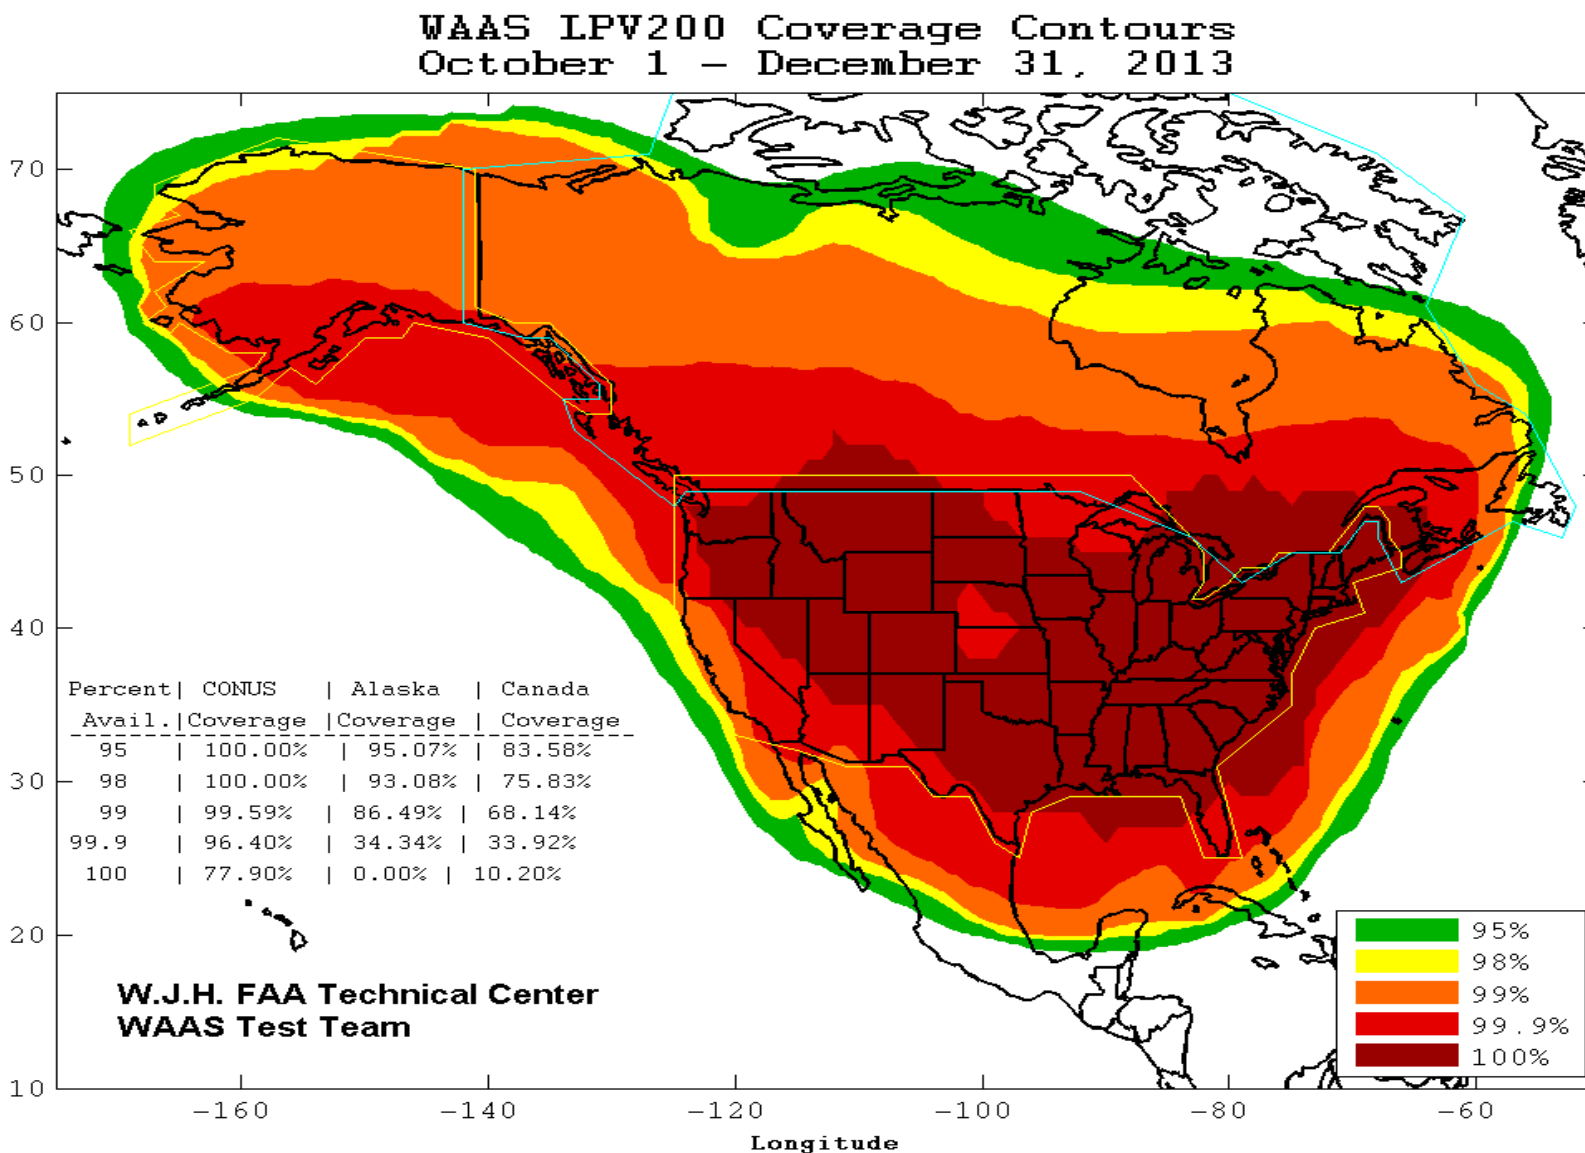 WAAS LPV200 Coverage Contours
October 1 - December 31, 2013
70
60
50
40
30
20
10
Percent| CONUS | Alaska | Canada
Avail.|Coverage |Coverage | Coverage
------------------------------------------
95 | 100.00% | 95.07% | 83.58%
98 | 100.00% | 93.08% | 75.83%
99 | 99.59% | 86.49% | 68.14%
99.9 | 96.40% | 34.34% | 33.92%
100 | 77.90% | 0.00% | 10.20%
W.J.H. FAA Technical Center
WAAS Test Team
95%
98%
99%
99.9%
100%
-160 -140 -120 -100 -80 -60
Longitude